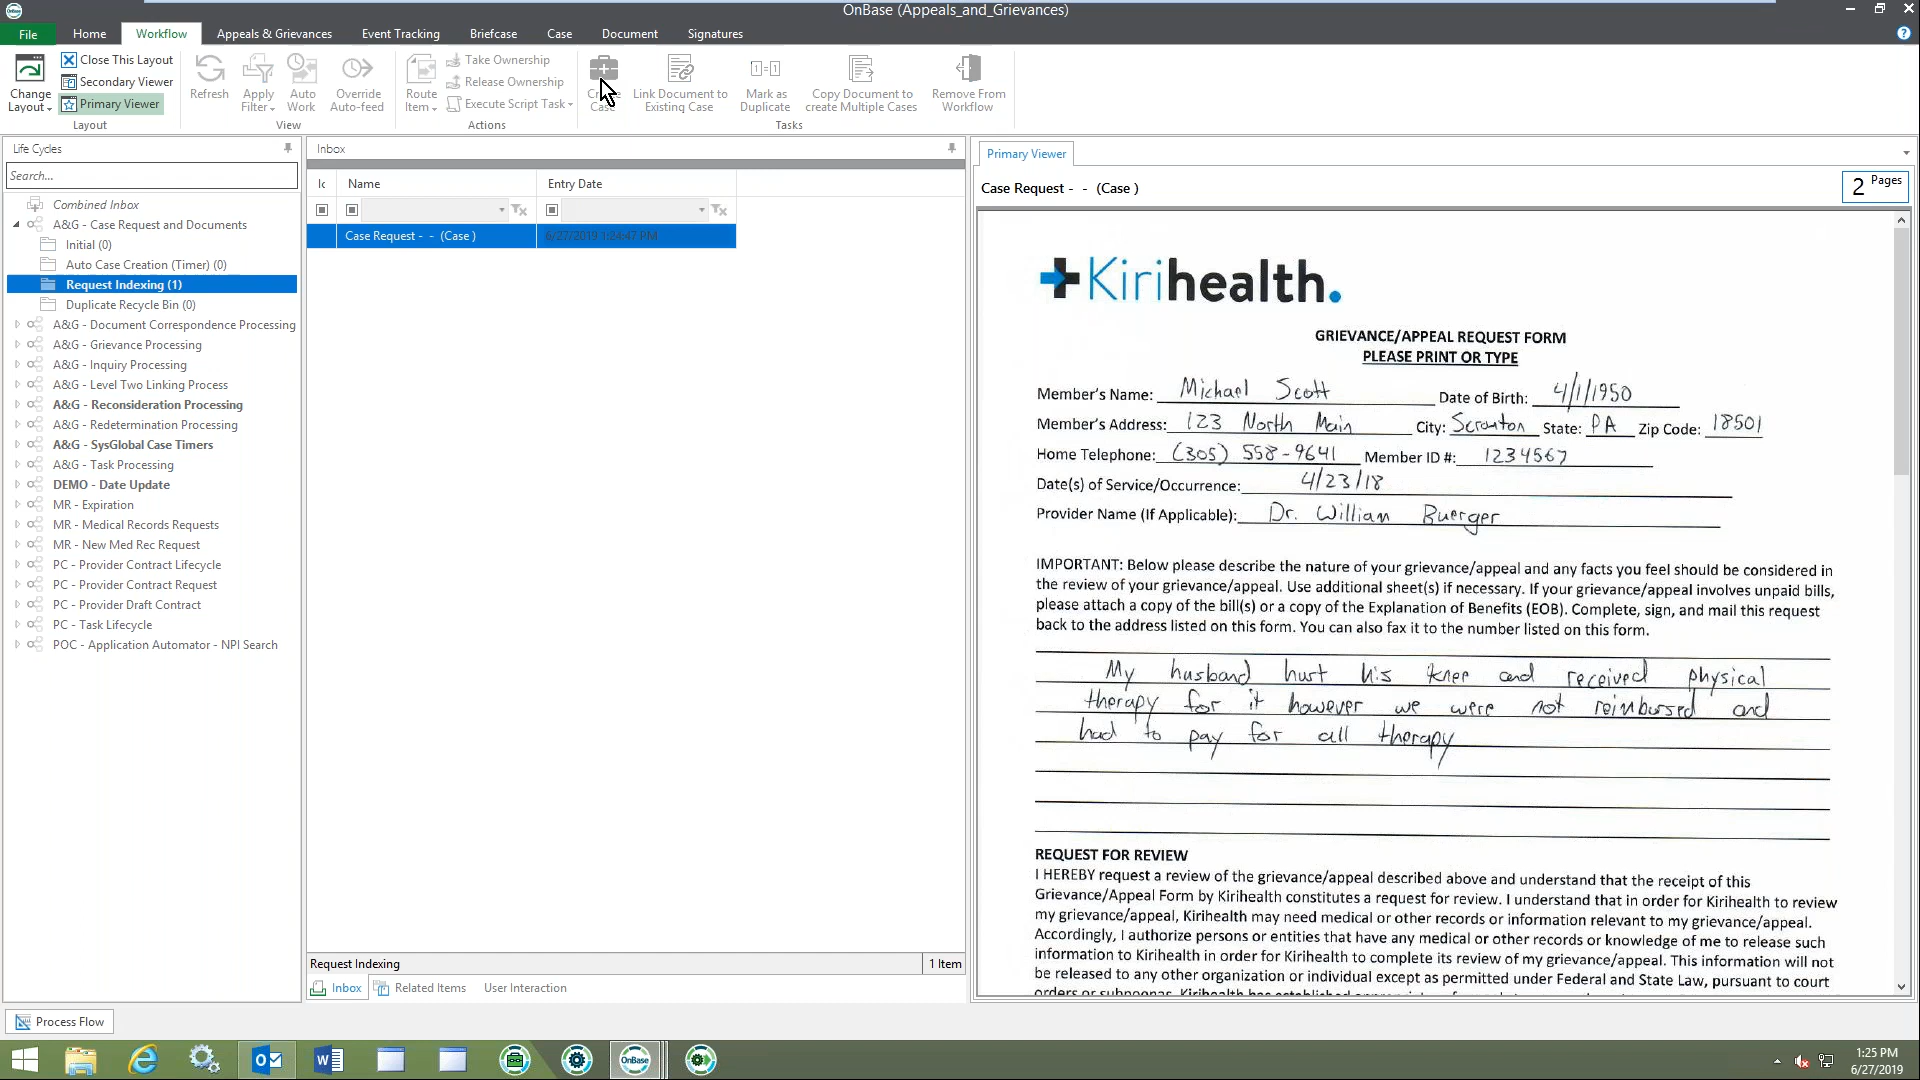 OnBase (Appeals_and_Grievances)
File Home Workflow Appeals & Grievances Event Tracking Briefcase Case Document Signatures
Change Layout
Close This Layout
Secondary Viewer
Primary Viewer
Layout
Refresh
Apply Filter
Auto Work
Override Auto-feed
View
Route Item
Take Ownership
Release Ownership
Execute Script Task
Actions
Create Case
Link Document to Existing Case
Mark as Duplicate
Copy Document to create Multiple Cases
Remove From Workflow
Tasks
Life Cycles
Search...
Combined Inbox
A&G - Case Request and Documents
Initial (0)
Auto Case Creation (Timer) (0)
Request Indexing (1)
Duplicate Recycle Bin (0)
A&G - Document Correspondence Processing
A&G - Grievance Processing
A&G - Inquiry Processing
A&G - Level Two Linking Process
A&G - Reconsideration Processing
A&G - Redetermination Processing
A&G - SysGlobal Case Timers
A&G - Task Processing
DEMO - Date Update
MR - Expiration
MR - Medical Records Requests
MR - New Med Rec Request
PC - Provider Contract Lifecycle
PC - Provider Contract Request
PC - Provider Draft Contract
PC - Task Lifecycle
POC - Application Automator - NPI Search
Inbox
Ic Name Entry Date
Case Request - - (Case ) 6/27/2019 1:24:47 PM
Request Indexing 1 Item
Inbox Related Items User Interaction
Primary Viewer
Case Request - - (Case )
2 Pages
Kirihealth.
GRIEVANCE/APPEAL REQUEST FORM
PLEASE PRINT OR TYPE
Member's Name: Michael Scott Date of Birth: 4/1/1950
Member's Address: 123 North Main City: Scranton State: PA Zip Code: 18501
Home Telephone: (305) 558-9641 Member ID #: 1234567
Date(s) of Service/Occurrence: 4/23/18
Provider Name (If Applicable): Dr. Willian Buerger
IMPORTANT: Below please describe the nature of your grievance/appeal and any facts you feel should be considered in
the review of your grievance/appeal. Use additional sheet(s) if necessary. If your grievance/appeal involves unpaid bills,
please attach a copy of the bill(s) or a copy of the Explanation of Benefits (EOB). Complete, sign, and mail this request
back to the address listed on this form. You can also fax it to the number listed on this form.
My husband hurt his knee and received physical
therapy for it however we were not reimbursed and
had to pay for all therapy
REQUEST FOR REVIEW
I HEREBY request a review of the grievance/appeal described above and understand that the receipt of this
Grievance/Appeal Form by Kirihealth constitutes a request for review. I understand that in order for Kirihealth to review
my grievance/appeal, Kirihealth may need medical or other records or information relevant to my grievance/appeal.
Accordingly, I authorize persons or entities that have any medical or other records or knowledge of me to release such
information to Kirihealth in order for Kirihealth to complete its review of my grievance/appeal. This information will not
be released to any other organization or individual except as permitted under Federal and State Law, pursuant to court
orders or subpoenas. Kirihealth has established
Process Flow
OnBase
1:25 PM
6/27/2019